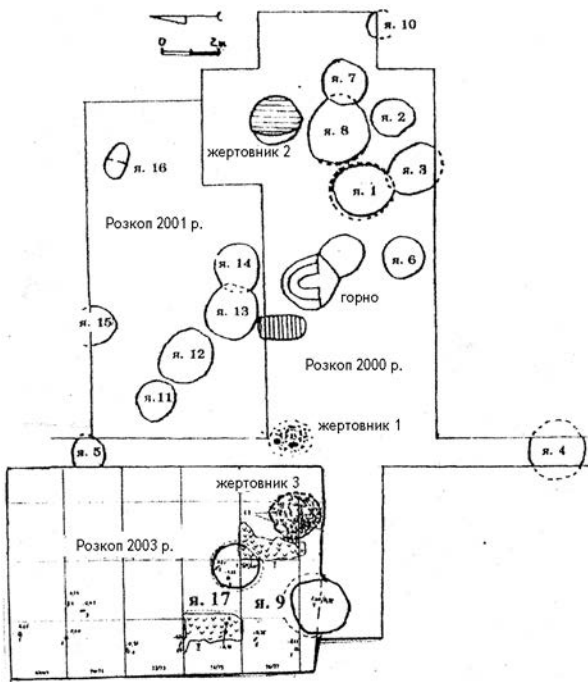 0 2м
я. 10
я. 7
я. 8
я. 2
жертовник 2
я. 3
я. 16
я. 1
Розкоп 2001 р.
я. 14
я. 6
горно
я. 13
я. 15
я. 12
Розкоп 2000 р.
я. 11
жертовник 1
я. 5
я. 4
жертовник 3
Розкоп 2003 р.
я. 17
я. 9